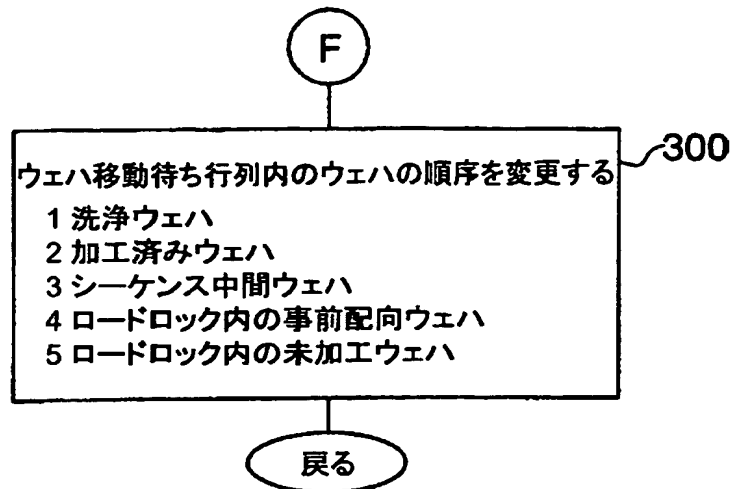 F
300
ウェハ移動待ち行列内のウェハの順序を変更する
1 洗浄ウェハ
2 加工済みウェハ
3 シーケンス中間ウェハ
4 ロードロック内の事前配向ウェハ
5 ロードロック内の未加工ウェハ
戻る